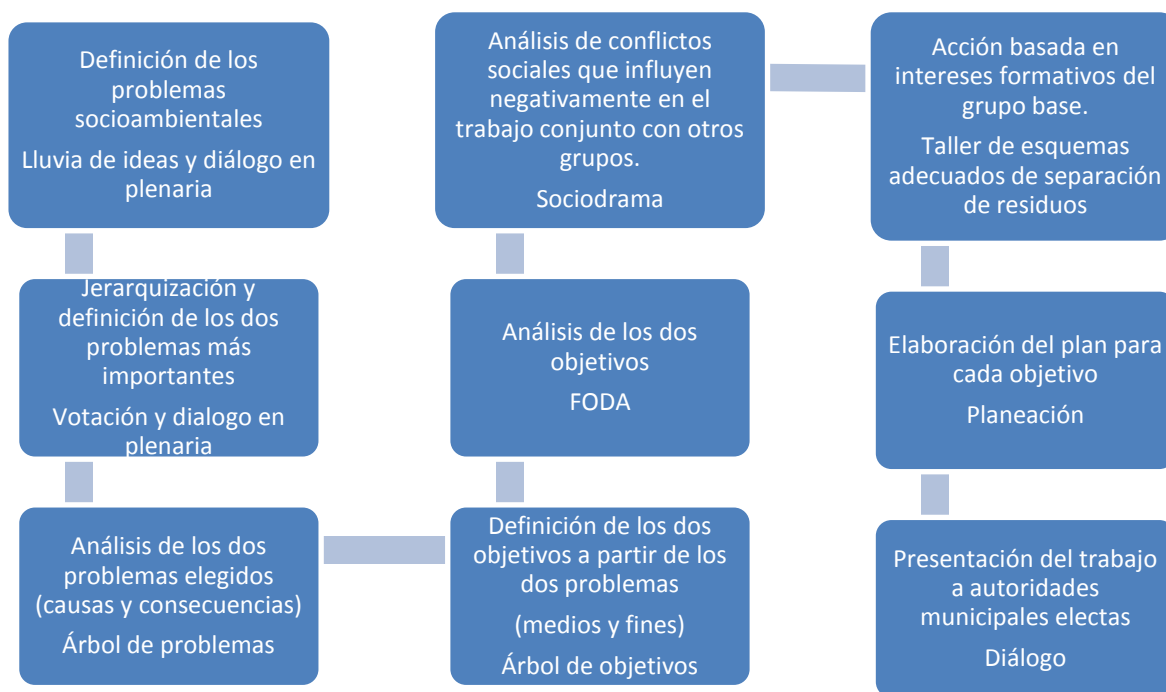 Definición de los
problemas
socioambientales
Lluvia de ideas y diálogo en
plenaria
Jerarquización y
definición de los dos
problemas más
importantes
Votación y dialogo en
plenaria
Análisis de los dos
problemas elegidos
(causas y consecuencias)
Árbol de problemas
Definición de los dos
objetivos a partir de los
dos problemas
(medios y fines)
Árbol de objetivos
Análisis de los dos
objetivos
FODA
Análisis de conflictos
sociales que influyen
negativamente en el
trabajo conjunto con otros
grupos.
Sociodrama
Acción basada en
intereses formativos del
grupo base.
Taller de esquemas
adecuados de separación
de residuos
Elaboración del plan para
cada objetivo
Planeación
Presentación del trabajo
a autoridades
municipales electas
Diálogo